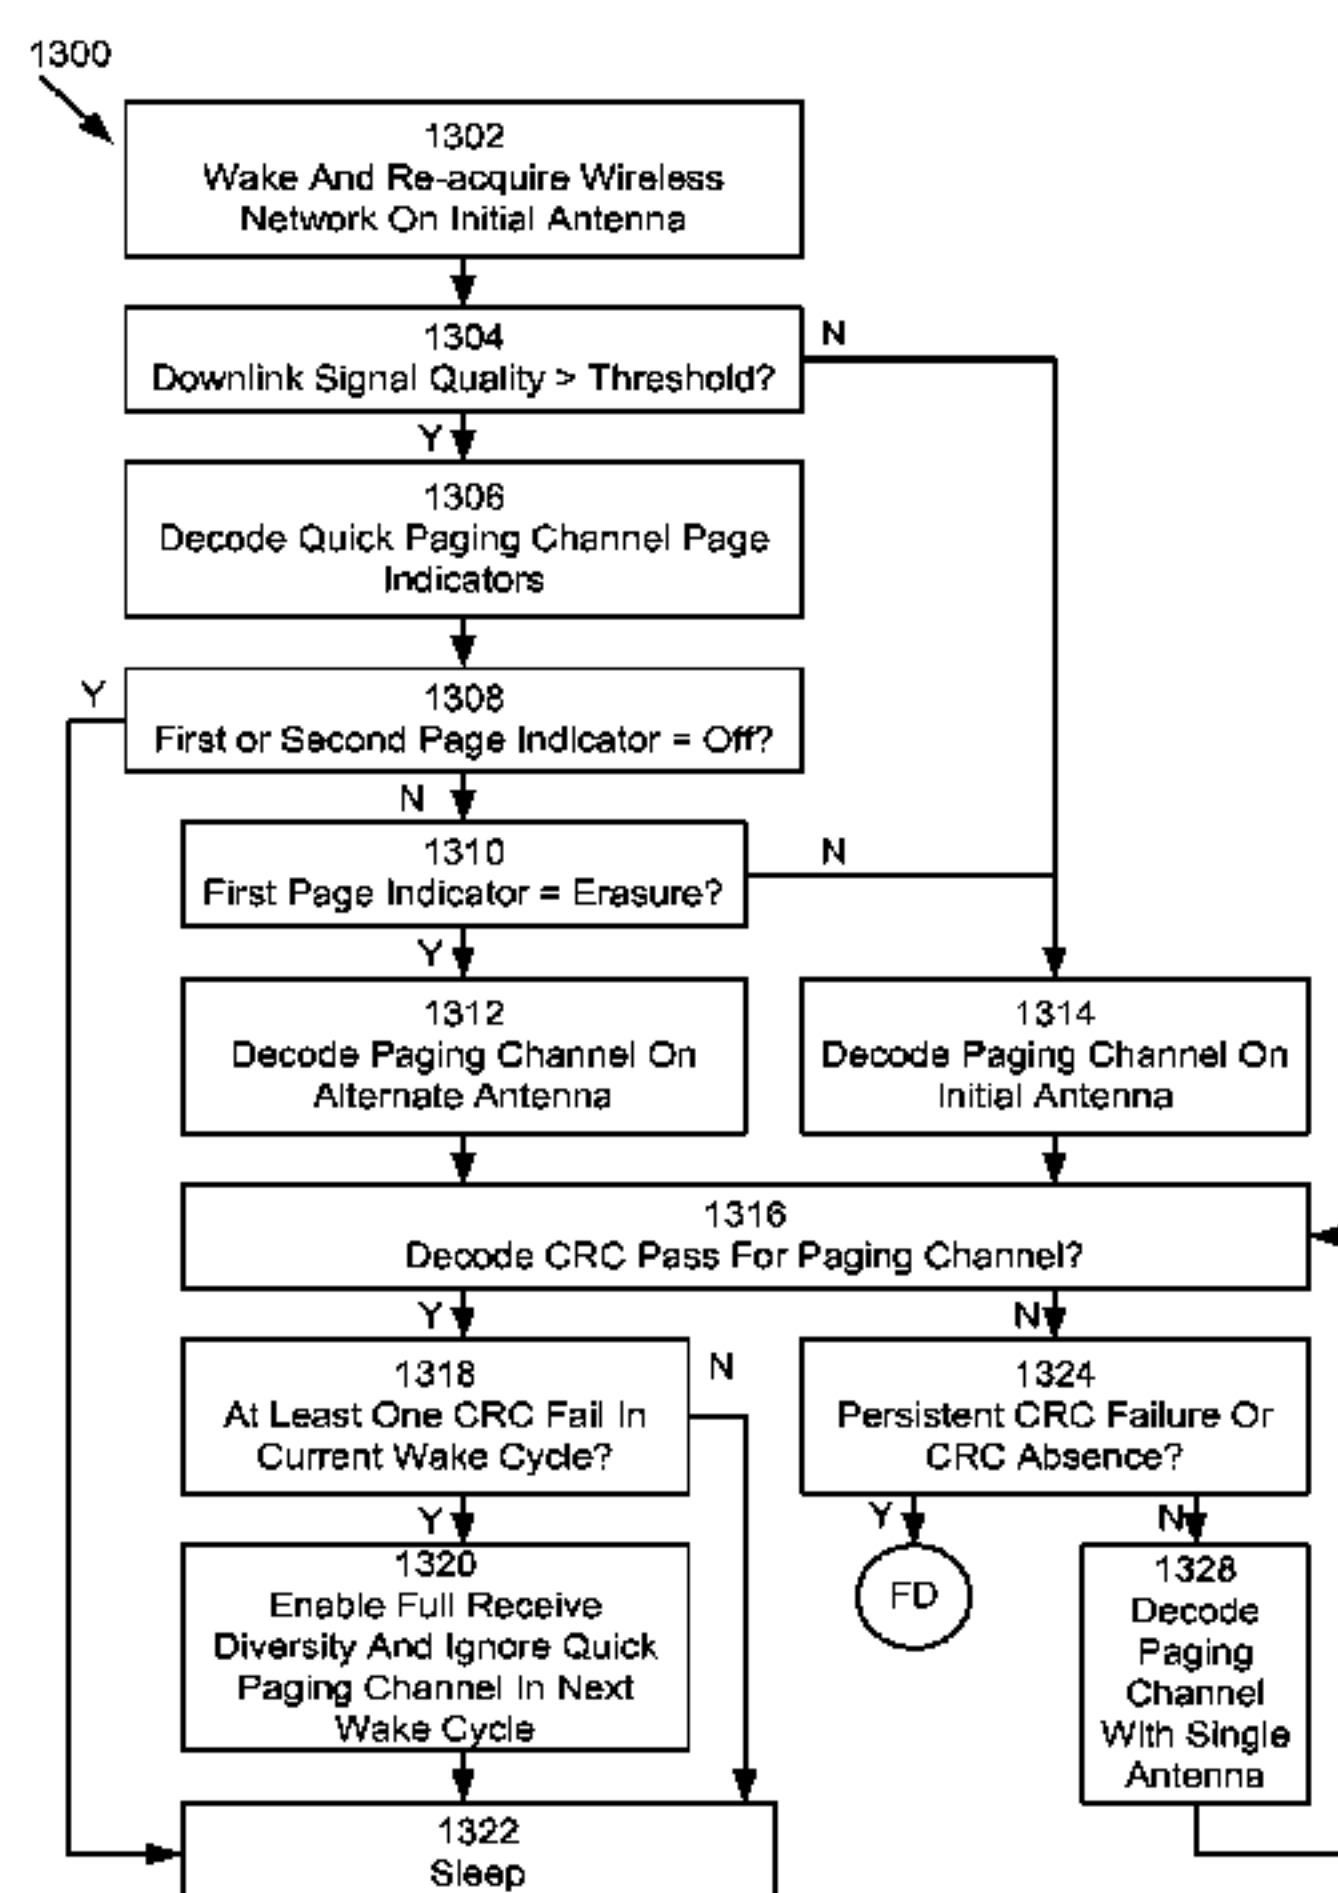 1300
1302
Wake And Re-acquire Wireless
Network On Initial Antenna
1304
Downlink Signal Quality > Threshold?
N
Y
1306
Decode Quick Paging Channel Page
Indicators
Y
1308
First or Second Page Indicator = Off?
N
1310
First Page Indicator = Erasure?
N
Y
1312
Decode Paging Channel On
Alternate Antenna
1314
Decode Paging Channel On
Initial Antenna
1316
Decode CRC Pass For Paging Channel?
Y
N
1318
At Least One CRC Fail In
Current Wake Cycle?
N
1324
Persistent CRC Failure Or
CRC Absence?
Y
Y
N
1320
Enable Full Receive
Diversity And Ignore Quick
Paging Channel In Next
Wake Cycle
FD
1328
Decode
Paging
Channel
With Single
Antenna
1322
Sleep